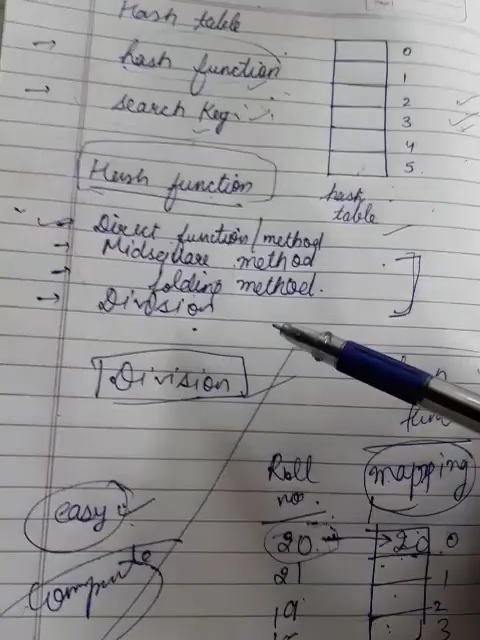 Hash table
hash function
search key
0
1
2
3
4
5
Hash function
hash
table
Direct function/method
Midsquare method
folding method.
Division
Division
Roll
no.
mapping
easy
20 → 20 0
21 1
19 2
3
Compute